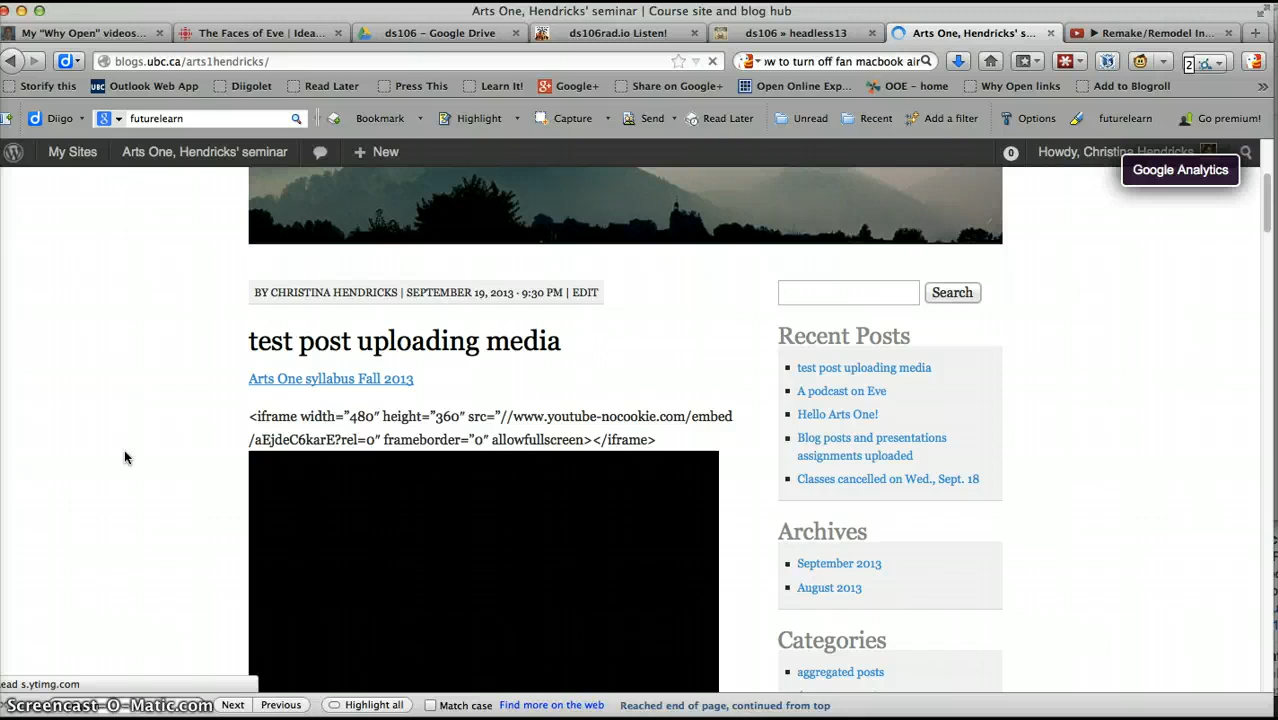 Arts One, Hendricks' seminar | Course site and blog hub
My "Why Open" videos... The Faces of Eve | Idea... ds106 – Google Drive ds106rad.io Listen! ds106 » headless13 Arts One, Hendricks' s... Remake/Remodel In...
blogs.ubc.ca/arts1hendricks/ ow to turn off fan macbook air 2
Storify this Outlook Web App Diigolet Read Later Press This Learn It! Google+ Share on Google+ Open Online Exp... OOE – home Why Open links Add to Blogroll
Diigo futurelearn Bookmark Highlight Capture Send Read Later Unread Recent Add a filter Options futurelearn Go premium!
My Sites Arts One, Hendricks' seminar + New 0 Howdy, Christina Hendricks
Google Analytics
BY CHRISTINA HENDRICKS | SEPTEMBER 19, 2013 · 9:30 PM | EDIT
Search
test post uploading media
Arts One syllabus Fall 2013
<iframe width="480" height="360" src="//www.youtube-nocookie.com/embed
/aEjdeC6karE?rel=0" frameborder="0" allowfullscreen></iframe>
Recent Posts
test post uploading media
A podcast on Eve
Hello Arts One!
Blog posts and presentations
assignments uploaded
Classes cancelled on Wed., Sept. 18
Archives
September 2013
August 2013
Categories
aggregated posts
ead s.ytimg.com
Screencast-O-Matic.com Next Previous Highlight all Match case Find more on the web Reached end of page, continued from top